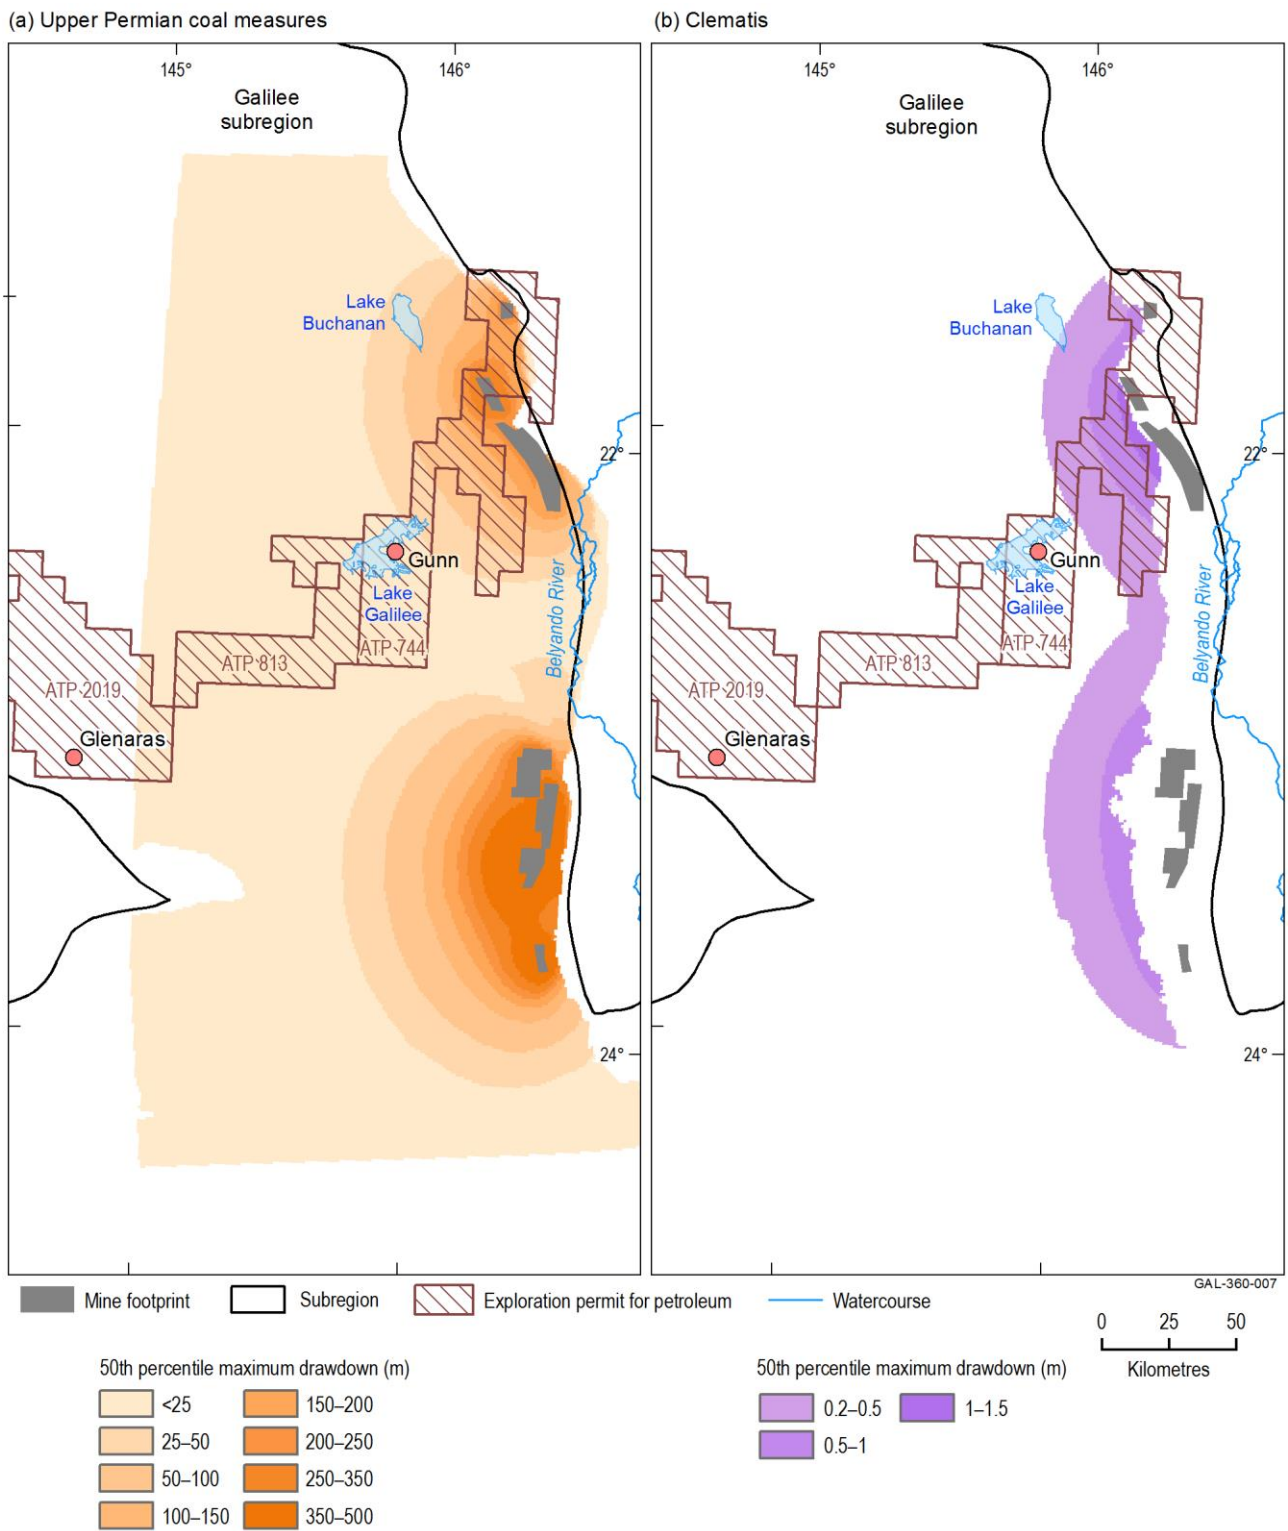 (a) Upper Permian coal measures
145°
146°
Galilee
subregion
Lake
Buchanan
22°
Gunn
Lake
Galilee
Belyando River
ATP 744
ATP 813
ATP 2019
Glenaras
24°
(b) Clematis
145°
146°
Galilee
subregion
Lake
Buchanan
22°
Gunn
Lake
Galilee
Belyando River
ATP 744
ATP 813
ATP 2019
Glenaras
24°
GAL-360-007
Mine footprint
Subregion
Exploration permit for petroleum
Watercourse
0 25 50
Kilometres
50th percentile maximum drawdown (m)
<25
25–50
50–100
100–150
150–200
200–250
250–350
350–500
50th percentile maximum drawdown (m)
0.2–0.5
0.5–1
1–1.5